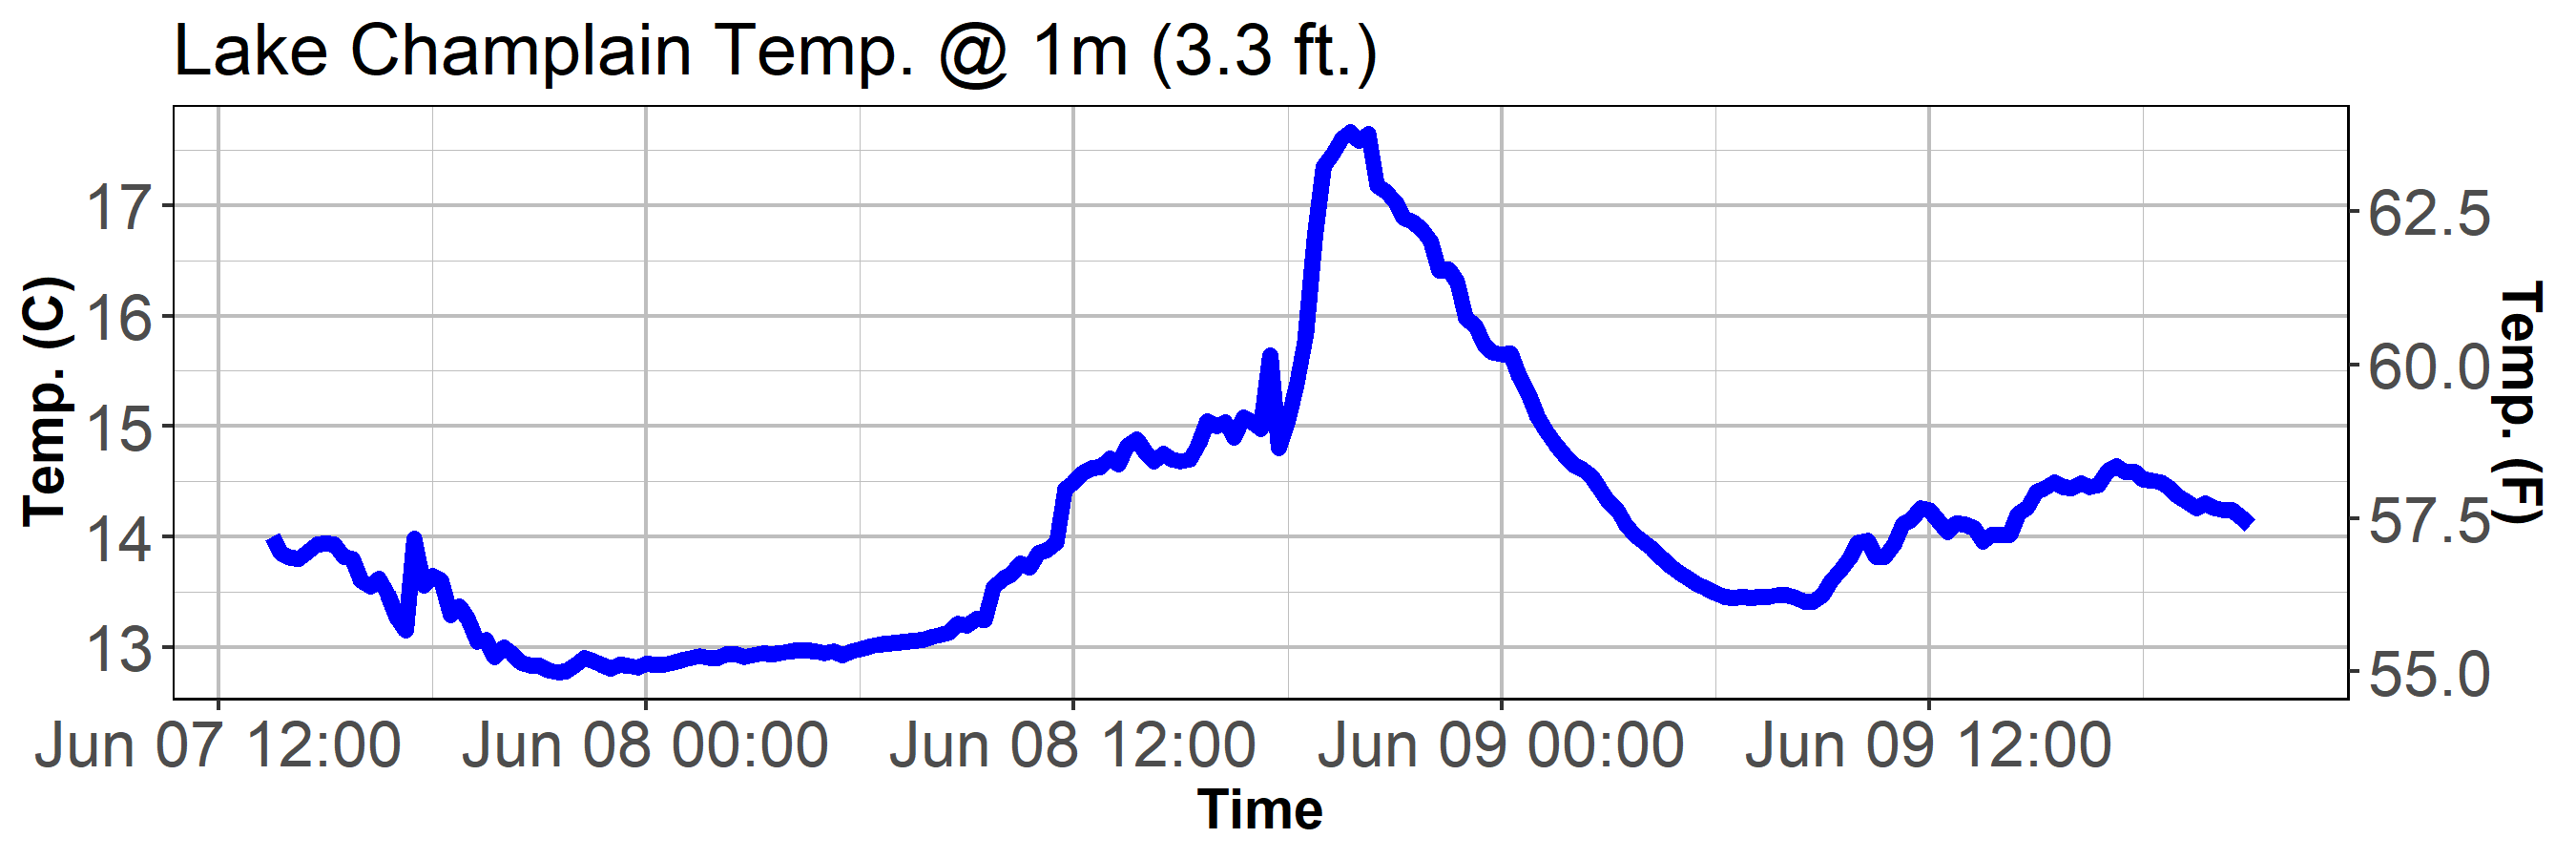 Lake Champlain Temp. @ 1m (3.3 ft.)
Temp. (C)
17
16
15
14
13
62.5
60.0
57.5
55.0
Temp. (F)
Jun 07 12:00 Jun 08 00:00 Jun 08 12:00 Jun 09 00:00 Jun 09 12:00
Time